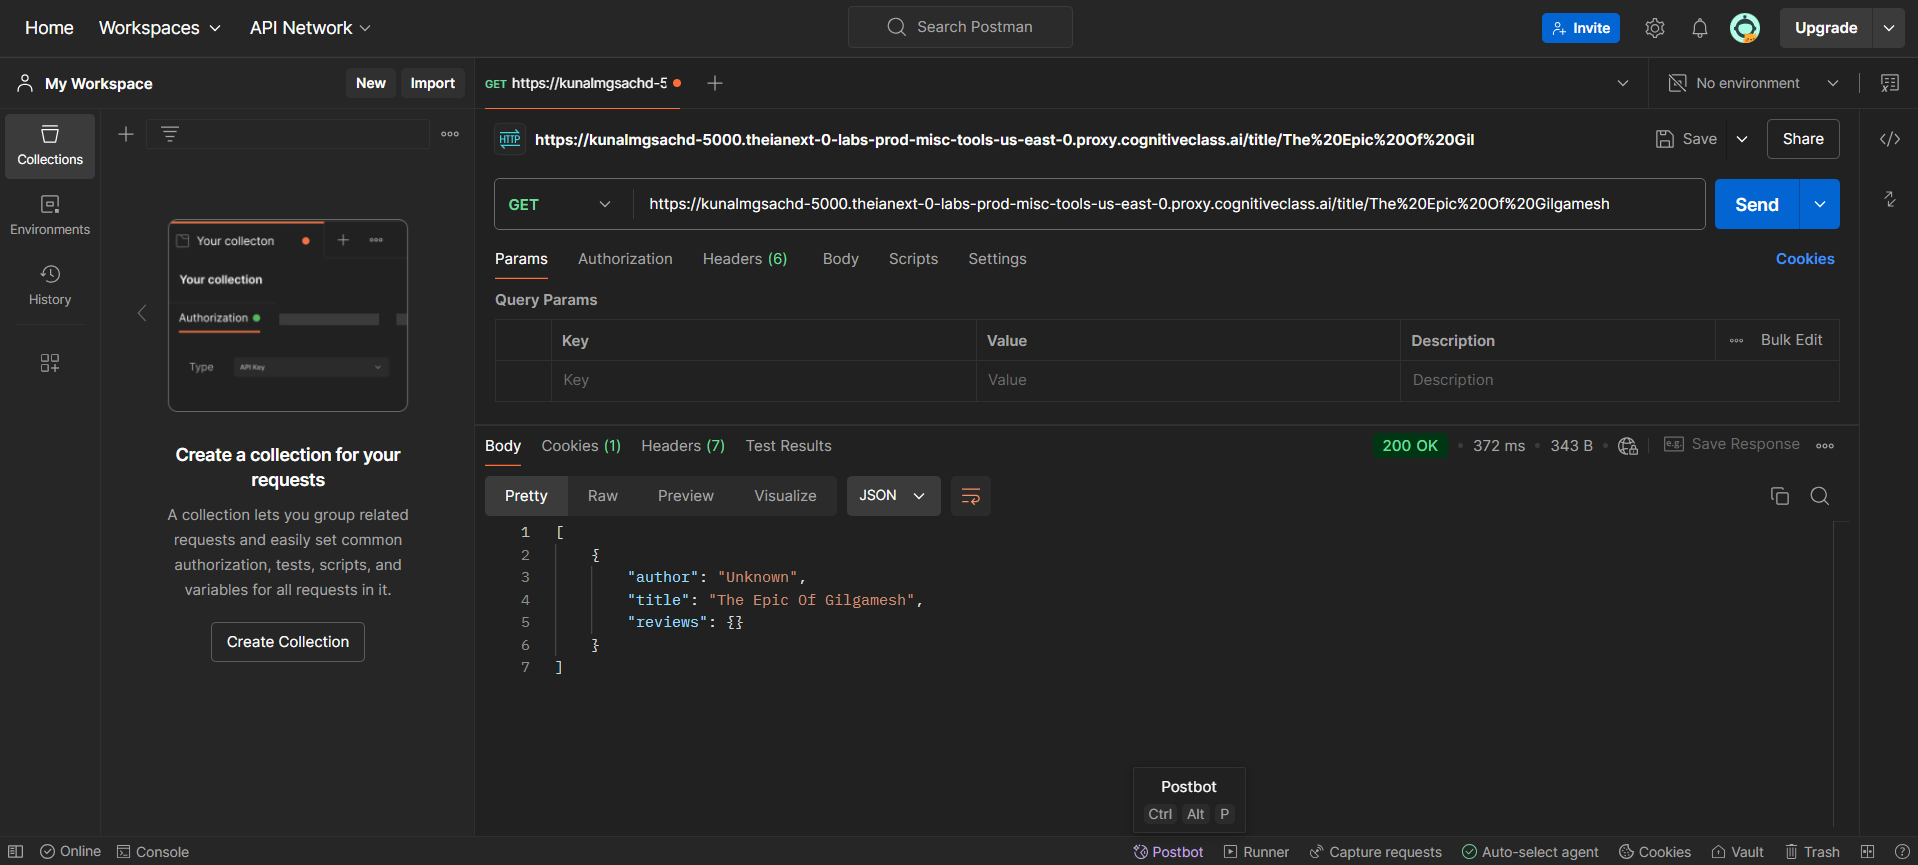 Home Workspaces API Network Search Postman Invite Upgrade
My Workspace New Import GET https://kunalmgsachd-5 No environment
Collections
Environments
History
Your collecton
Your collection
Authorization
Type API Key
Create a collection for your
requests
A collection lets you group related
requests and easily set common
authorization, tests, scripts, and
variables for all requests in it.
Create Collection
HTTP https://kunalmgsachd-5000.theianext-0-labs-prod-misc-tools-us-east-0.proxy.cognitiveclass.ai/title/The%20Epic%20Of%20Gil Save Share
GET https://kunalmgsachd-5000.theianext-0-labs-prod-misc-tools-us-east-0.proxy.cognitiveclass.ai/title/The%20Epic%20Of%20Gilgamesh Send
Params Authorization Headers (6) Body Scripts Settings Cookies
Query Params
Key Value Description Bulk Edit
Key Value Description
Body Cookies (1) Headers (7) Test Results 200 OK 372 ms 343 B e.g. Save Response
Pretty Raw Preview Visualize JSON
1 [
2 {
3 "author": "Unknown",
4 "title": "The Epic Of Gilgamesh",
5 "reviews": {}
6 }
7 ]
Postbot
Ctrl Alt P
Online Console Postbot Runner Capture requests Auto-select agent Cookies Vault Trash